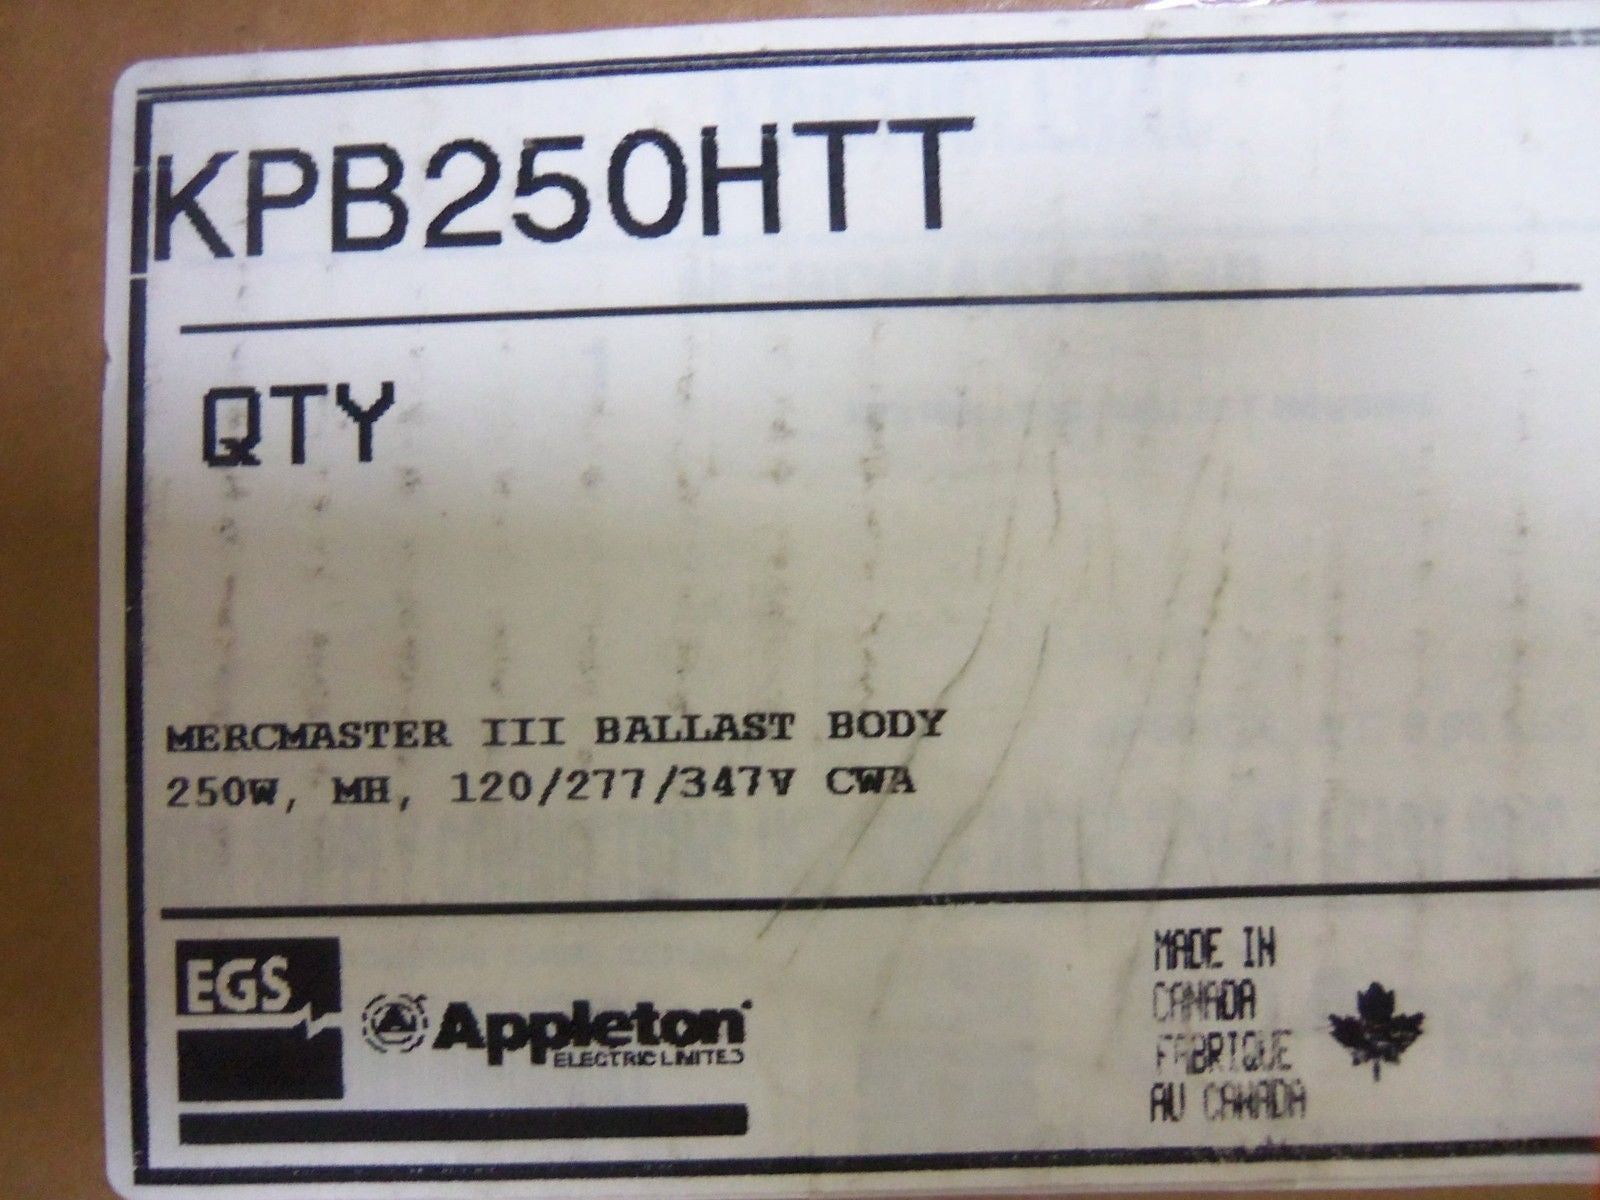 KPB250HTT
QTY
MERCMASTER III BALLAST BODY
250W, MH, 120/277/347V CWA
EGS
Appleton
ELECTRIC LIMITED
MADE IN
CANADA
FABRIQUE
AU CANADA